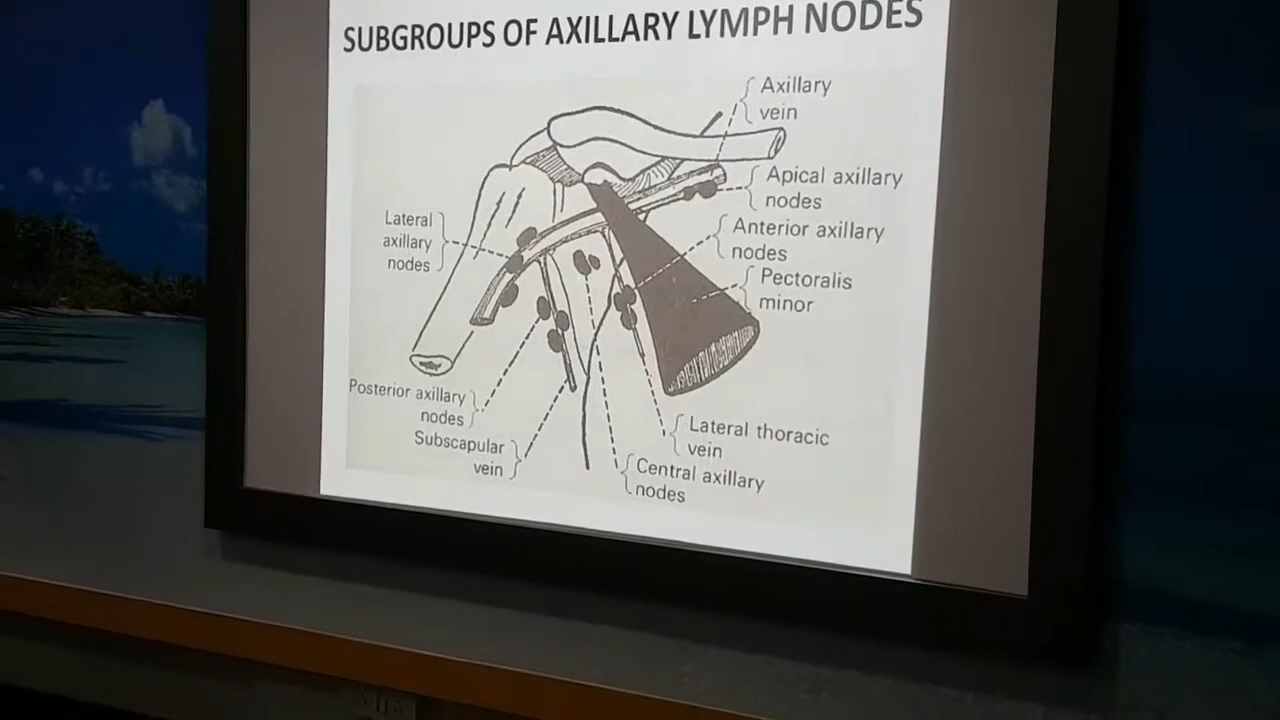 SUBGROUPS OF AXILLARY LYMPH NODES
Axillary
vein
Apical axillary
nodes
Lateral
axillary
nodes
Anterior axillary
nodes
Pectoralis
minor
Posterior axillary
nodes
Subscapular
vein
Lateral thoracic
vein
Central axillary
nodes